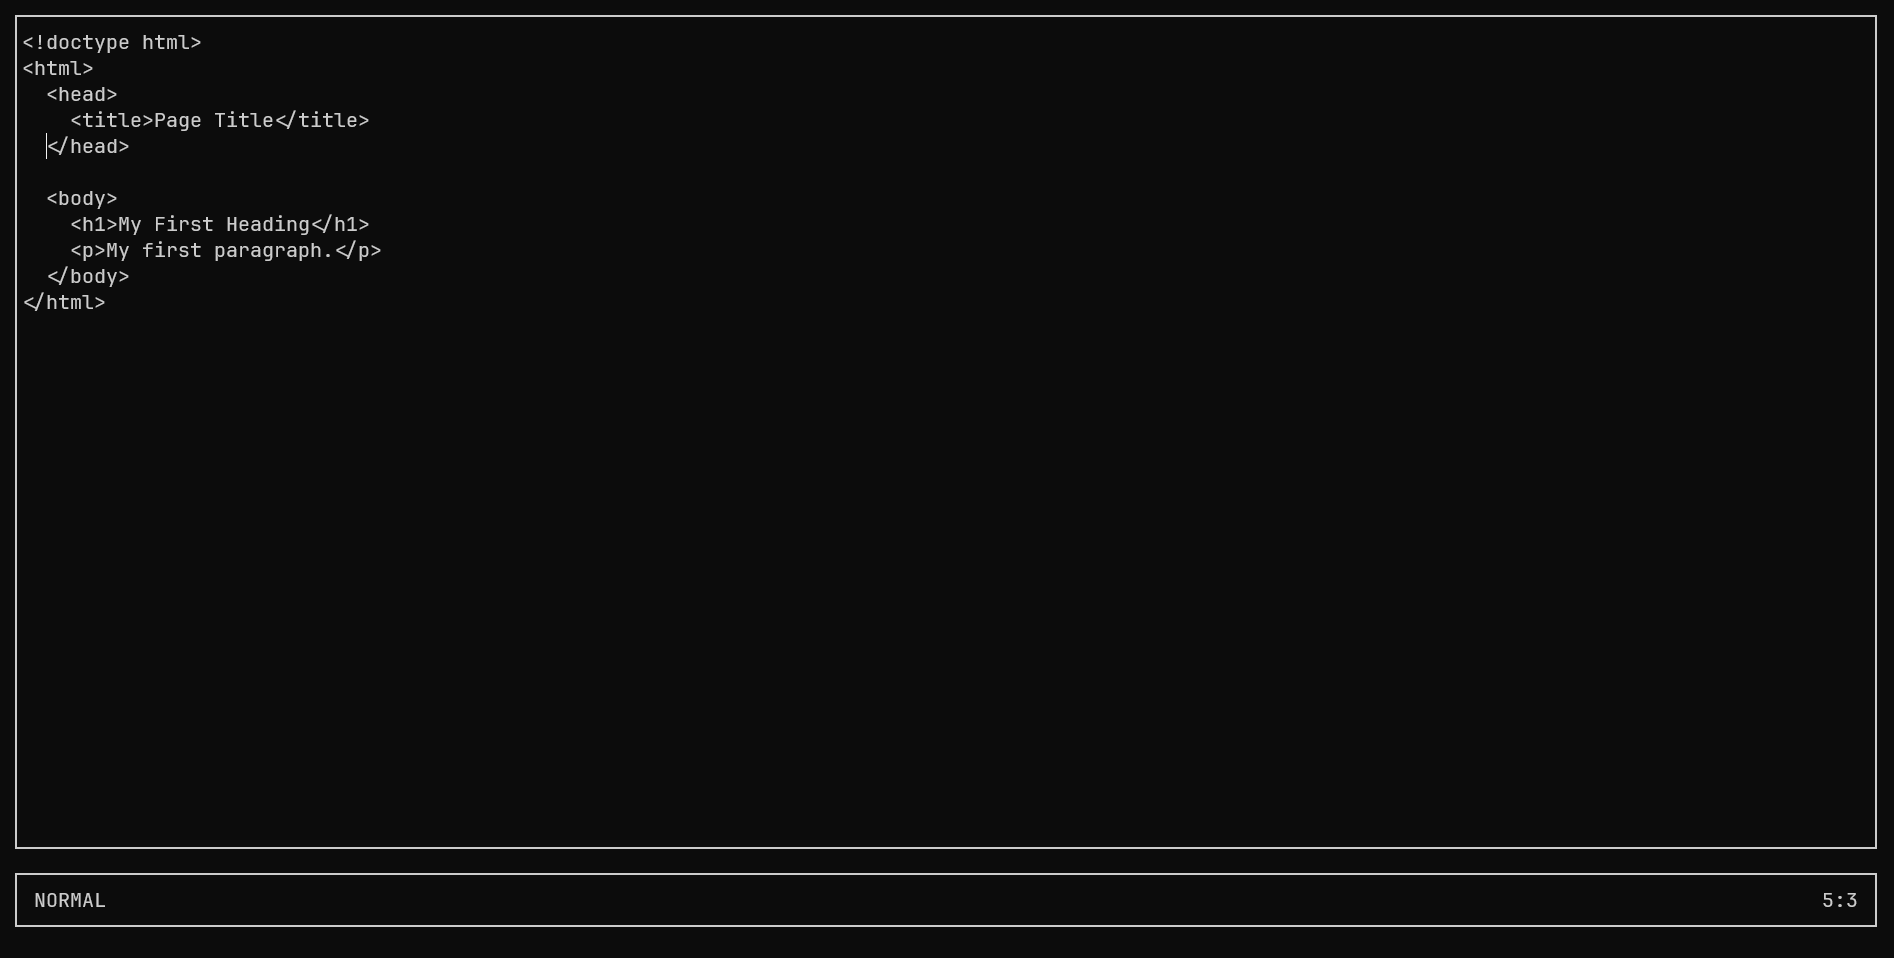 <!doctype html>
<html>
  <head>
    <title>Page Title</title>
  </head>

  <body>
    <h1>My First Heading</h1>
    <p>My first paragraph.</p>
  </body>
</html>
NORMAL 5:3